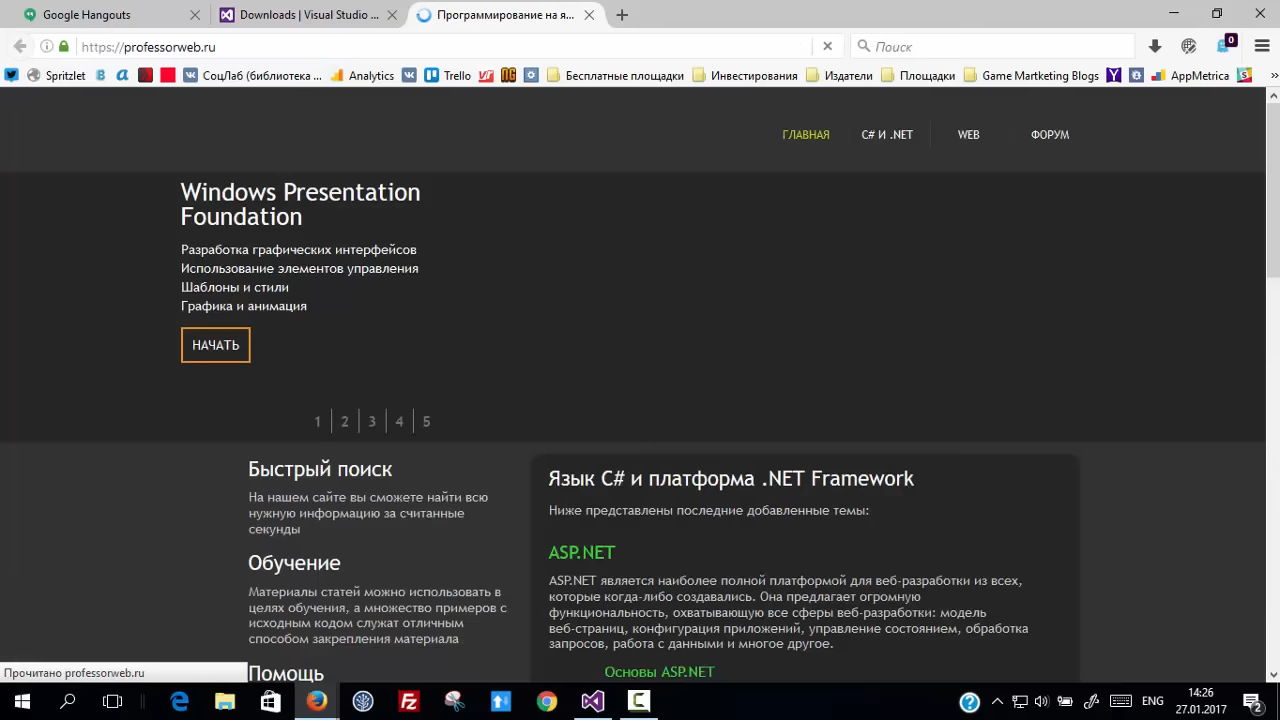 Google Hangouts
Downloads | Visual Studio ...
Программирование на я...
https://professorweb.ru
Поиск
0
Spritzlet
СоцЛаб (библиотека ...
Analytics
Trello
Бесплатные площадки
Инвестирования
Издатели
Площадки
Game Martketing Blogs
AppMetrica
ГЛАВНАЯ
C# И .NET
WEB
ФОРУМ
Windows Presentation
Foundation
Разработка графических интерфейсов
Использование элементов управления
Шаблоны и стили
Графика и анимация
НАЧАТЬ
1 2 3 4 5
Быстрый поиск
На нашем сайте вы сможете найти всю
нужную информацию за считанные
секунды
Обучение
Материалы статей можно использовать в
целях обучения, а множество примеров с
исходным кодом служат отличным
способом закрепления материала
Помощь
Язык C# и платформа .NET Framework
Ниже представлены последние добавленные темы:
ASP.NET
ASP.NET является наиболее полной платформой для веб-разработки из всех,
которые когда-либо создавались. Она предлагает огромную
функциональность, охватывающую все сферы веб-разработки: модель
веб-страниц, конфигурация приложений, управление состоянием, обработка
запросов, работа с данными и многое другое.
Основы ASP.NET
Прочитано professorweb.ru
ENG
14:26
27.01.2017
2